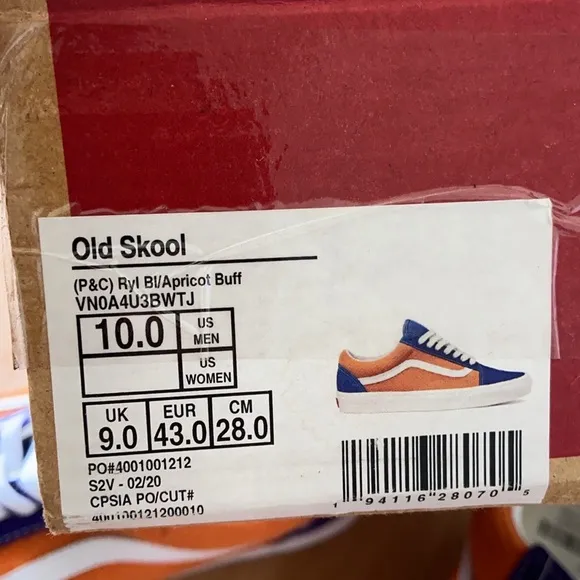 Old Skool
(P&C) Ryl Bl/Apricot Buff
VN0A4U3BWTJ
10.0 US MEN
US WOMEN
UK 9.0 EUR 43.0 CM 28.0
PO#4001001212
S2V - 02/20
CPSIA PO/CUT#
400100121200010
1 94116 28070 5